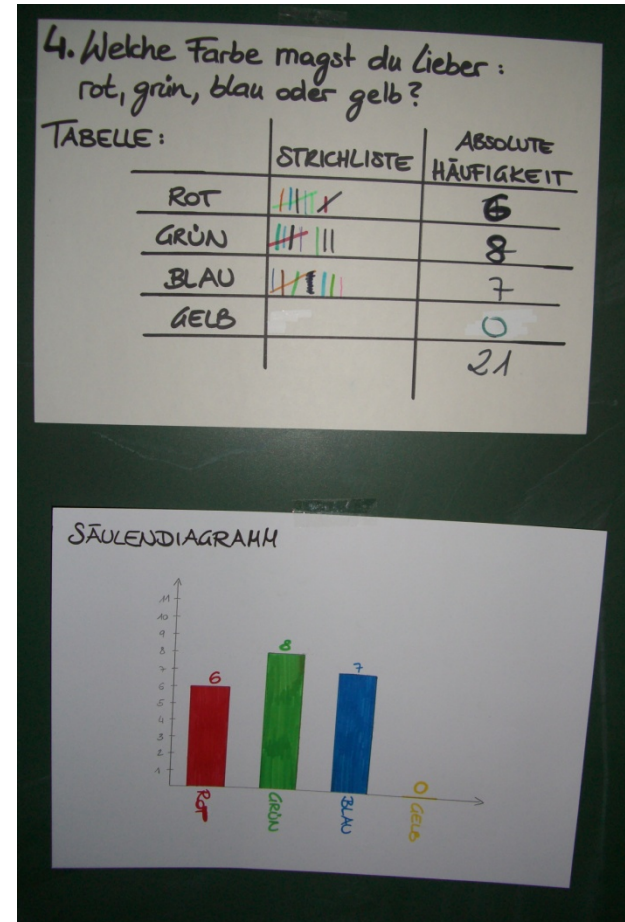 4. Welche Farbe magst du lieber:
rot, grün, blau oder gelb?
TABELLE:
STRICHLISTE ABSOLUTE HÄUFIGKEIT
ROT 6
GRÜN 8
BLAU 7
GELB 0
21
SÄULENDIAGRAMM
11
10
9
8
7
6
5
4
3
2
1
6
8
7
0
ROT
GRÜN
BLAU
GELB